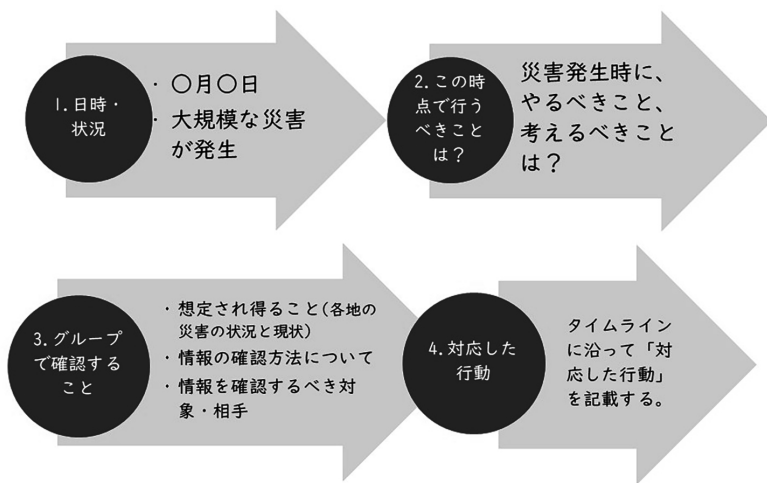 1.日時・
状況
・ 〇月〇日
・ 大規模な災害
が発生
2.この時
点で行う
べきことは
は？
災害発生時に、
やるべきこと、
考えるべきこと
は？
3.グループ
で確認する
こと
・想定され得ること(各地の
災害の状況と現状)
・情報の確認方法について
・情報を確認するべき対
象・相手
4.対応した
行動
タイムライン
に沿って「対
応した行動」
を記載する。